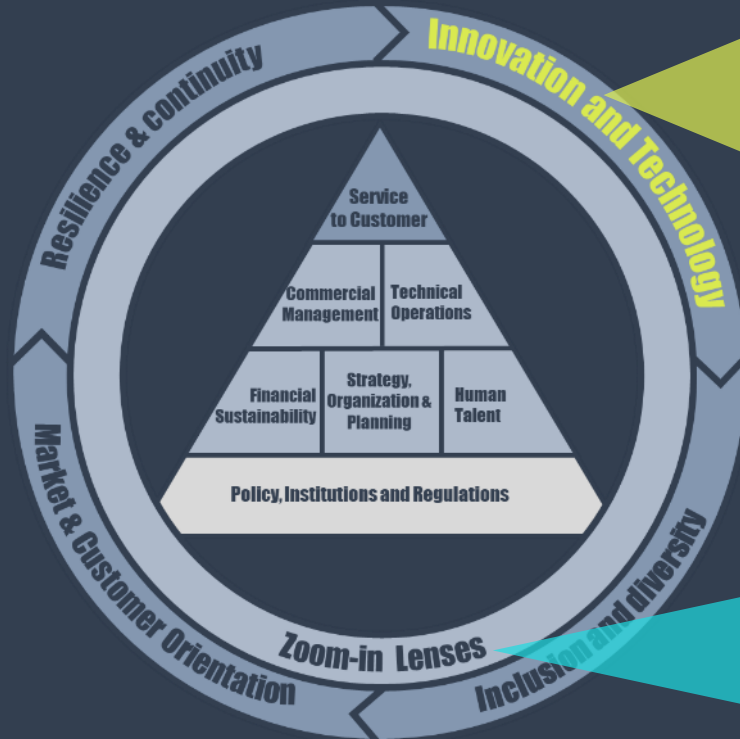 Resilience & continuity
Innovation and Technology
Service
to Customer
Commercial
Management
Technical
Operations
Financial
Sustainability
Strategy,
Organization &
Planning
Human
Talent
Policy, Institutions and Regulations
Market & Customer Orientation
Zoom-in Lenses
Inclusion and diversity